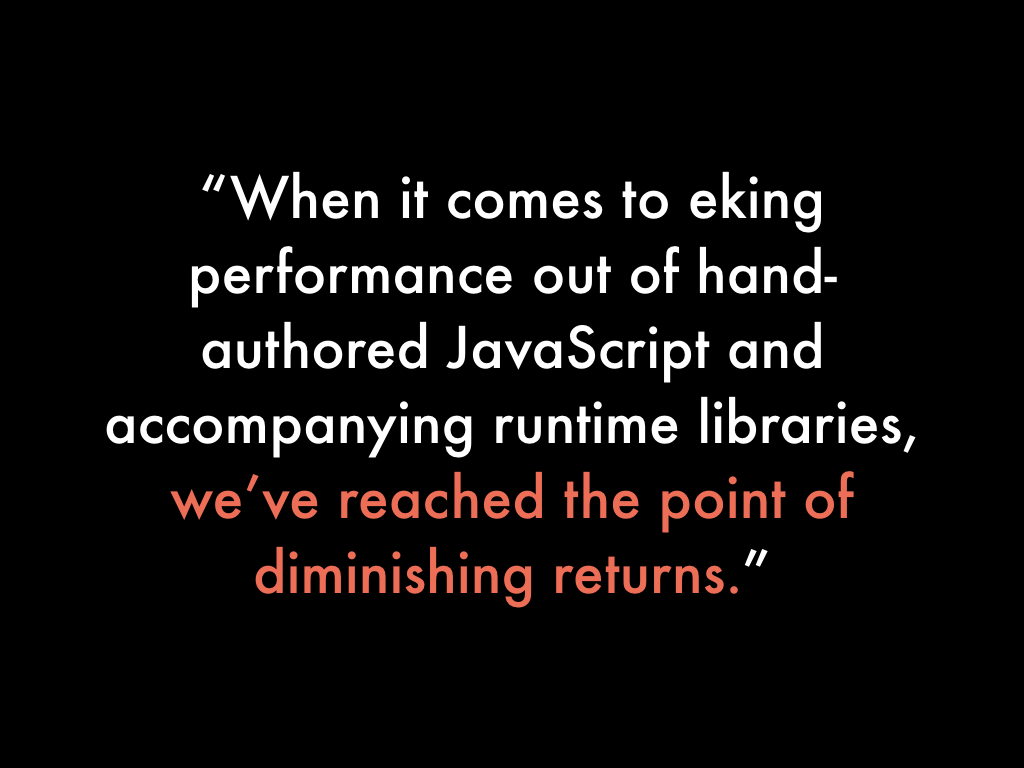 “When it comes to eking
performance out of hand-
authored JavaScript and
accompanying runtime libraries,
we’ve reached the point of
diminishing returns.”